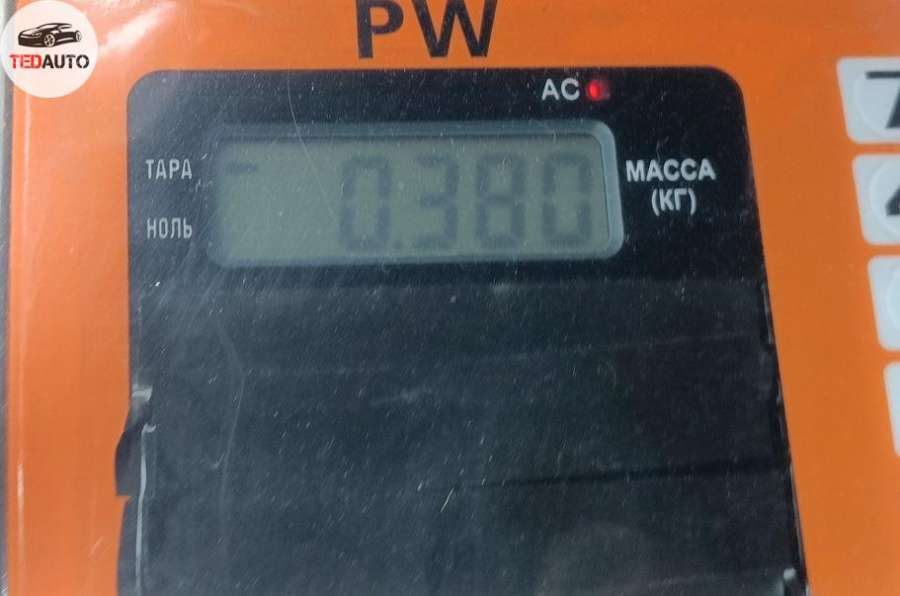 TEDAUTO
PW
AC
ТАРА
НОЛЬ
0.380
МАССА
(КГ)